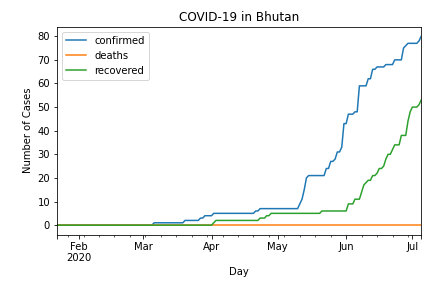 COVID-19 in Bhutan
confirmed
deaths
recovered
Number of Cases
80
70
60
50
40
30
20
10
0
Feb
2020
Mar
Apr
May
Jun
Jul
Day